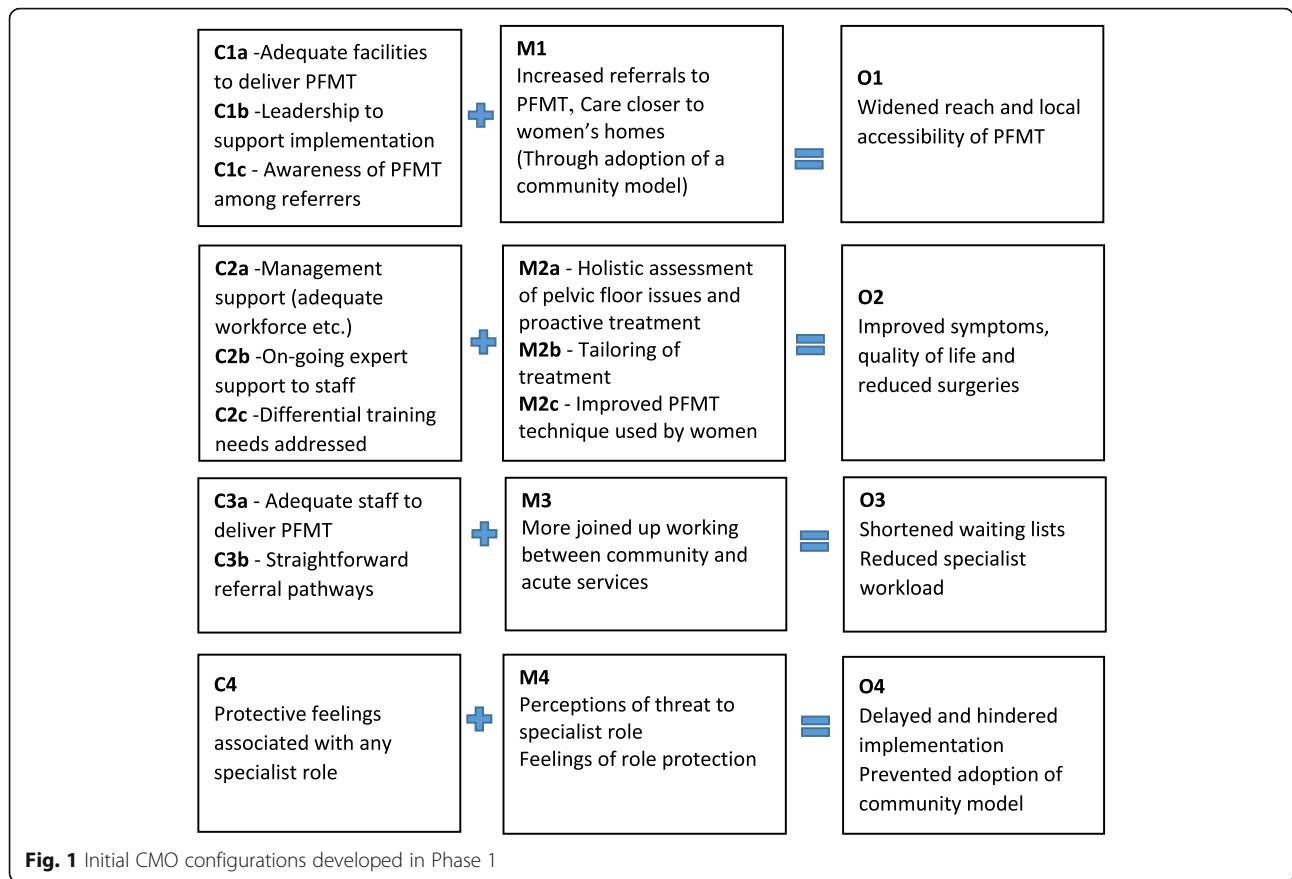 C1a -Adequate facilities
to deliver PFMT
C1b -Leadership to
support implementation
C1c - Awareness of PFMT
among referrers
M1
Increased referrals to
PFMT, Care closer to
women's homes
(Through adoption of a
community model)
O1
Widened reach and local
accessibility of PFMT
C2a -Management
support (adequate
workforce etc.)
C2b -On-going expert
support to staff
C2c -Differential training
needs addressed
M2a - Holistic assessment
of pelvic floor issues and
proactive treatment
M2b - Tailoring of
treatment
M2c - Improved PFMT
technique used by women
O2
Improved symptoms,
quality of life and
reduced surgeries
C3a - Adequate staff to
deliver PFMT
C3b - Straightforward
referral pathways
M3
More joined up working
between community and
acute services
O3
Shortened waiting lists
Reduced specialist
workload
C4
Protective feelings
associated with any
specialist role
M4
Perceptions of threat to
specialist role
Feelings of role protection
O4
Delayed and hindered
implementation
Prevented adoption of
community model
Fig. 1 Initial CMO configurations developed in Phase 1